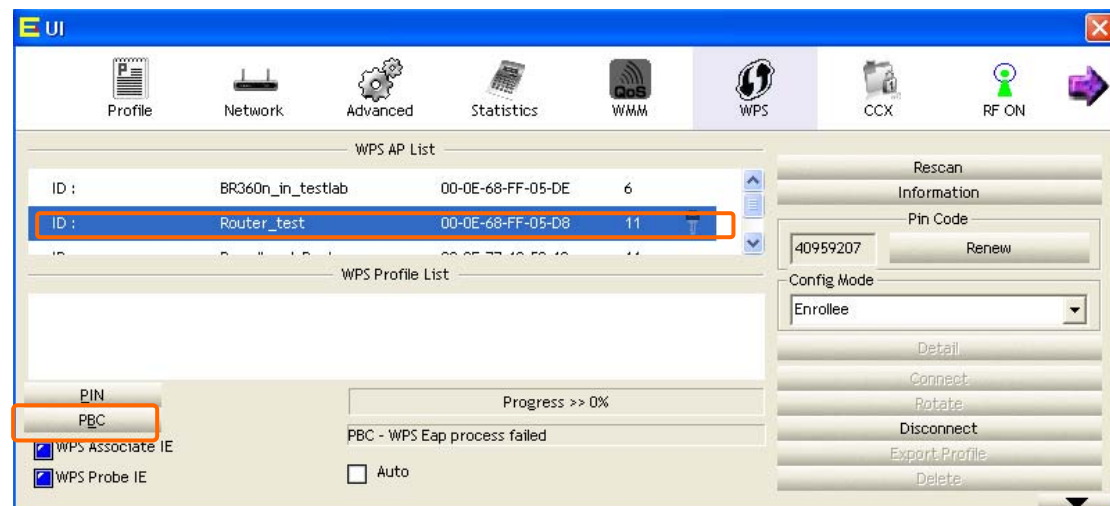 E UI
Profile Network Advanced Statistics QoS WMM WPS CCX RF ON
WPS AP List
ID : BR360n_in_testlab 00-0E-68-FF-05-DE 6
ID : Router_test 00-0E-68-FF-05-D8 11
WPS Profile List
Rescan
Information
Pin Code
40959207 Renew
Config Mode
Enrollee
Detail
Connect
Rotate
Disconnect
Export Profile
Delete
PIN
PBC
WPS Associate IE
WPS Probe IE
Progress >> 0%
PBC - WPS Eap process failed
Auto